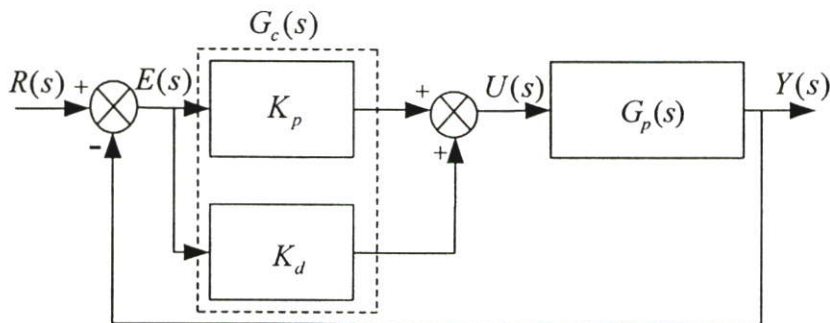 G_c(s)
R(s) + E(s) K_p + U(s) G_p(s) Y(s)
-
+
K_d